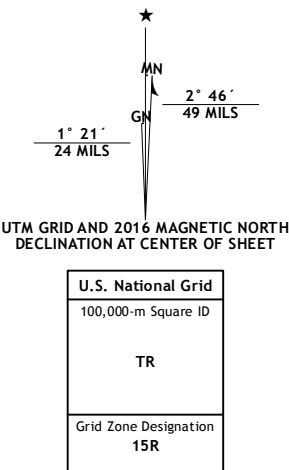 ★
MN
2° 46´
49 MILS
GN
1° 21´
24 MILS
UTM GRID AND 2016 MAGNETIC NORTH
DECLINATION AT CENTER OF SHEET
U.S. National Grid
100,000-m Square ID
TR
Grid Zone Designation
15R